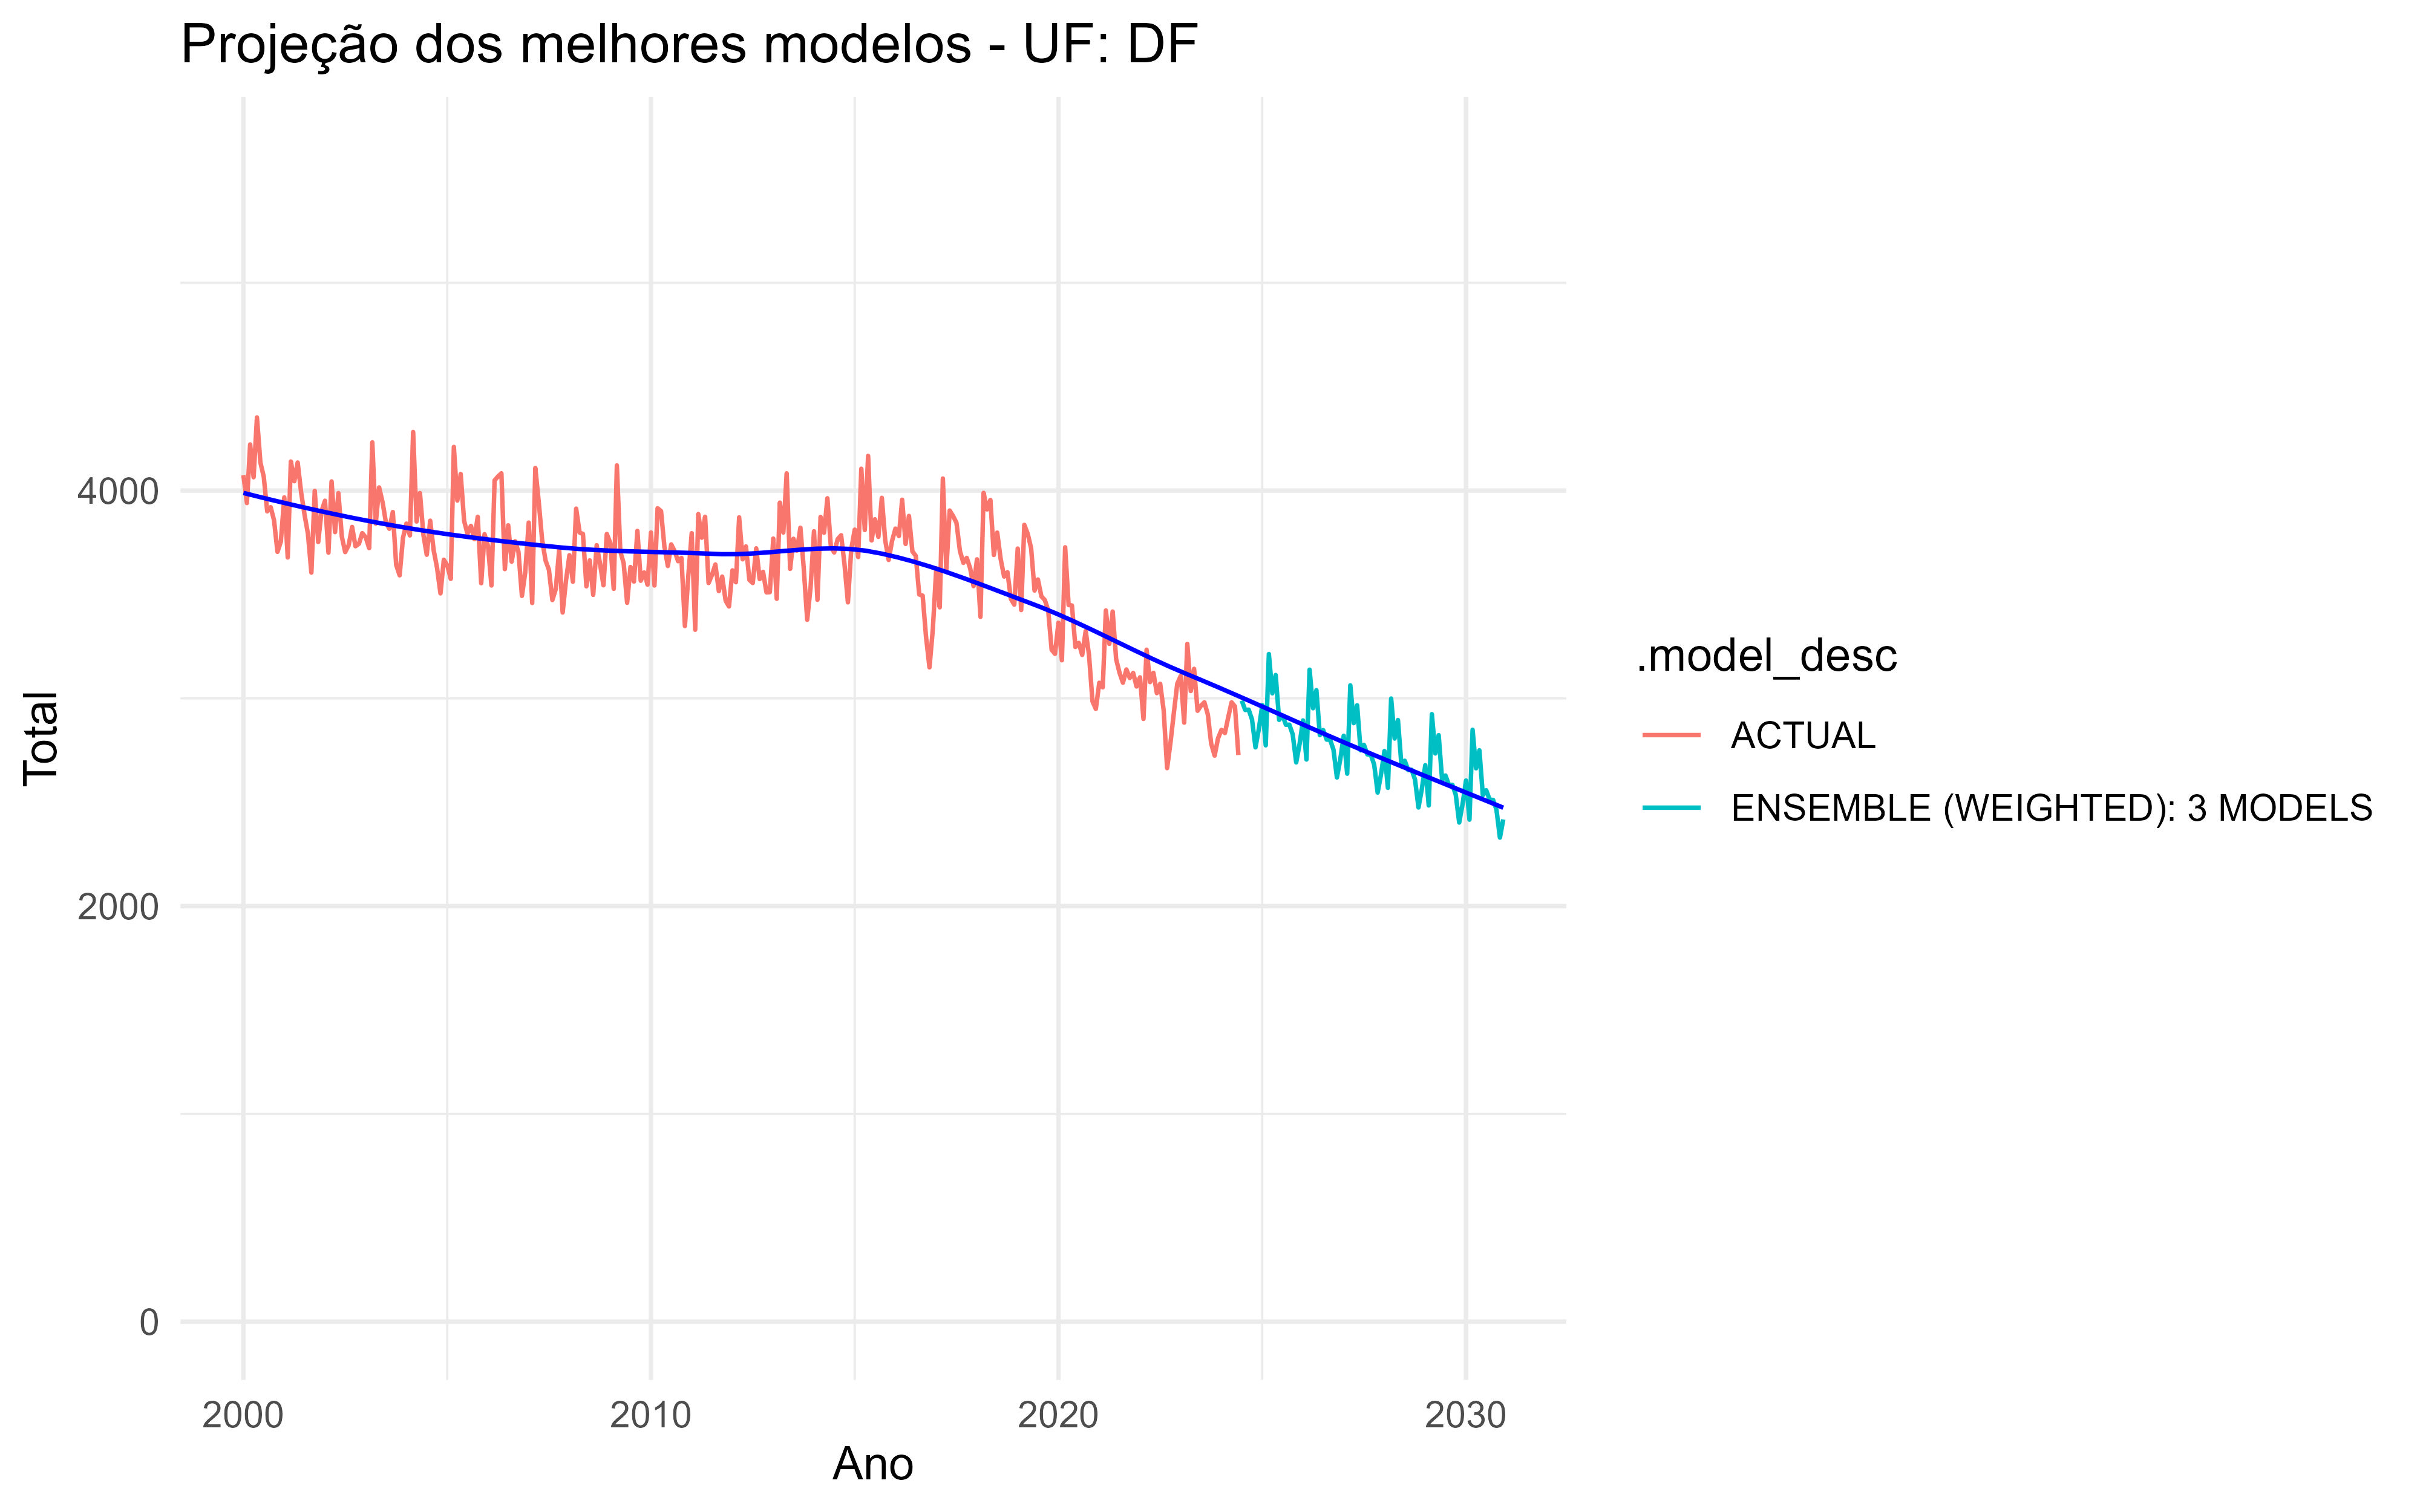 Projeção dos melhores modelos - UF: DF
Total
4000
2000
0
2000
2010
2020
2030
Ano
.model_desc
ACTUAL
ENSEMBLE (WEIGHTED): 3 MODELS